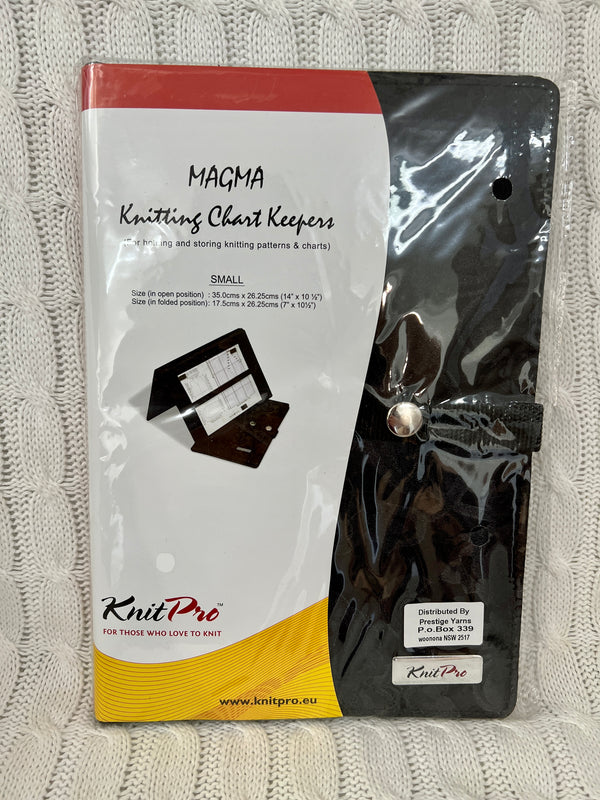 MAGMA
Knitting Chart Keepers
(For holding and storing knitting patterns & charts)
SMALL
Size (in open position) : 35.0cms x 26.25cms (14" x 10 ½")
Size (in folded position): 17.5cms x 26.25cms (7" x 10½")
KnitPro™
FOR THOSE WHO LOVE TO KNIT
www.knitpro.eu
Distributed By
Prestige Yarns
P.o.Box 339
woonona NSW 2517
KnitPro